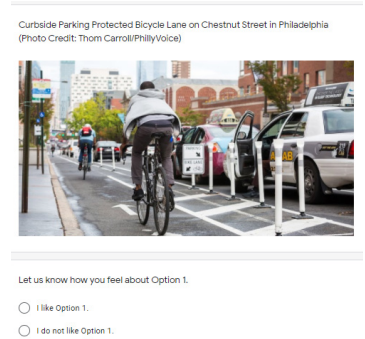 Curbside Parking Protected Bicycle Lane on Chestnut Street in Philadelphia
(Photo Credit: Thom Carroll/PhillyVoice)
CAB
Let us know how you feel about Option 1.
I like Option 1.
I do not like Option 1.